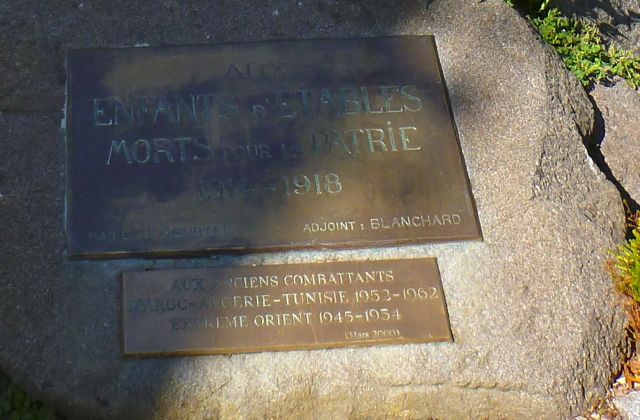 AUX
ENFANTS D'ETABLES
MORTS POUR LA PATRIE
1914-1918
MAIRE : ADJOINT : BLANCHARD
AUX ANCIENS COMBATTANTS
MAROC-ALGERIE-TUNISIE 1952-1962
EXTREME ORIENT 1945-1954
(Mars 2000)